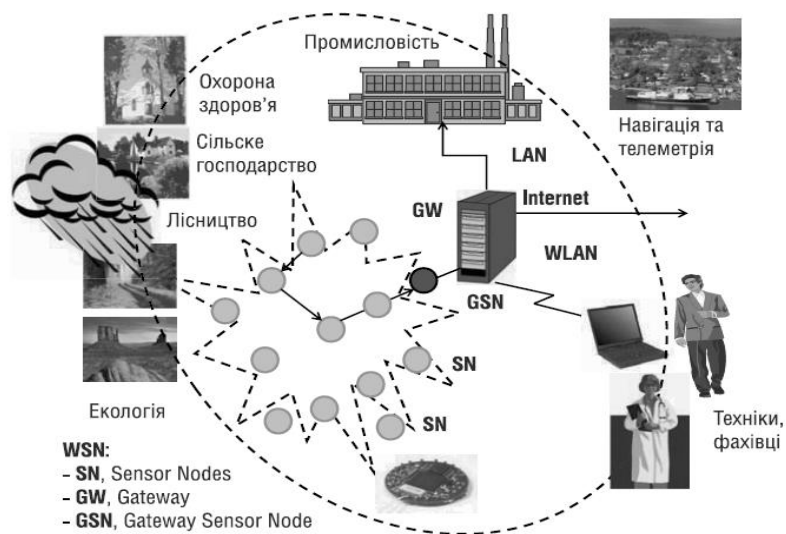 Промисловість
Охорона
здоров’я
Сільске
господарство
Лісництво
Навігація та
телеметрія
LAN
GW
Internet
WLAN
GSN
SN
SN
Екологія
Техніки,
фахівці
WSN:
- SN, Sensor Nodes
- GW, Gateway
- GSN, Gateway Sensor Node